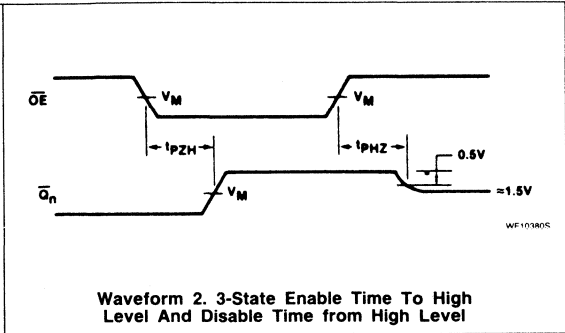 OE VM VM
tPZH tPHZ 0.5V
Qn VM ≈1.5V
WF10380S
Waveform 2. 3-State Enable Time To High
Level And Disable Time from High Level